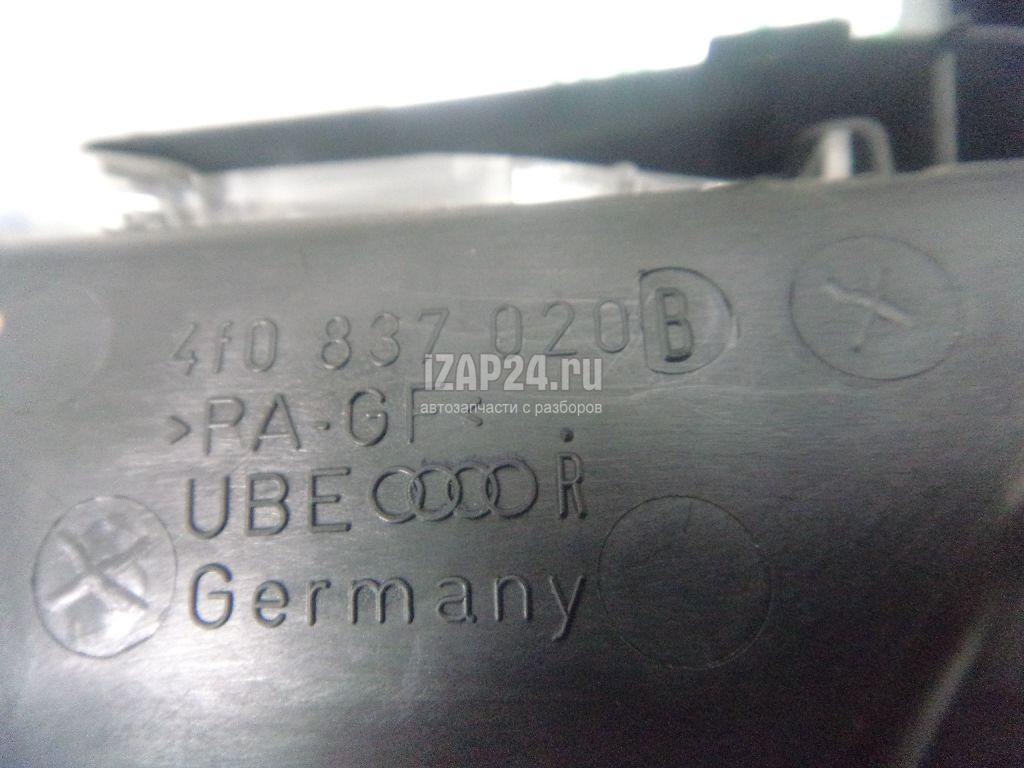 4f0 837 020 B
iZAP24.ru
автозапчасти с разборов
>PA-GF<
UBE R
Germany